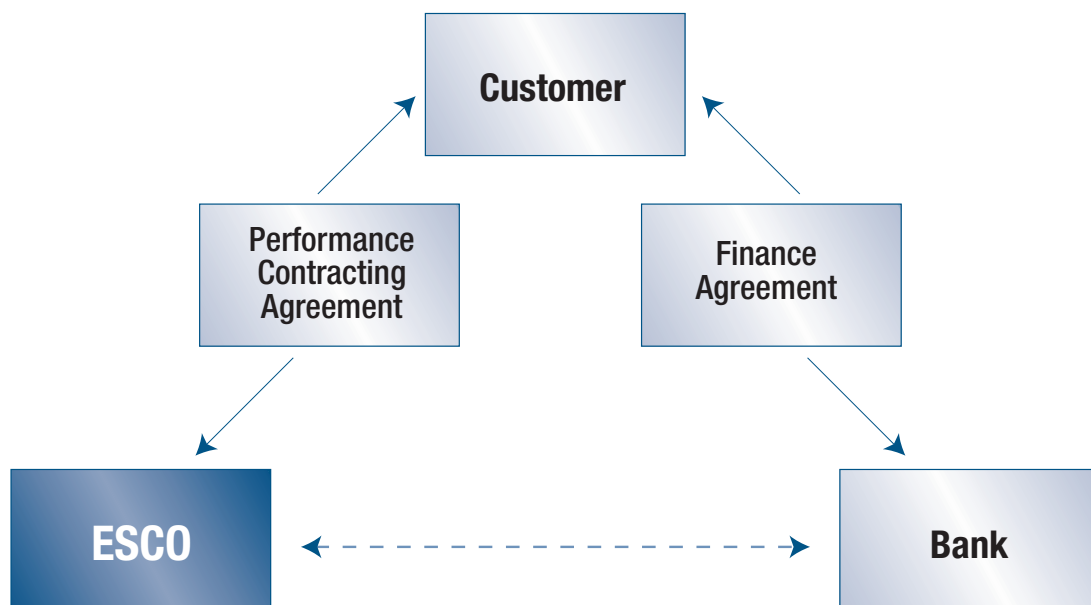 Customer
Performance
Contracting
Agreement
Finance
Agreement
ESCO
Bank